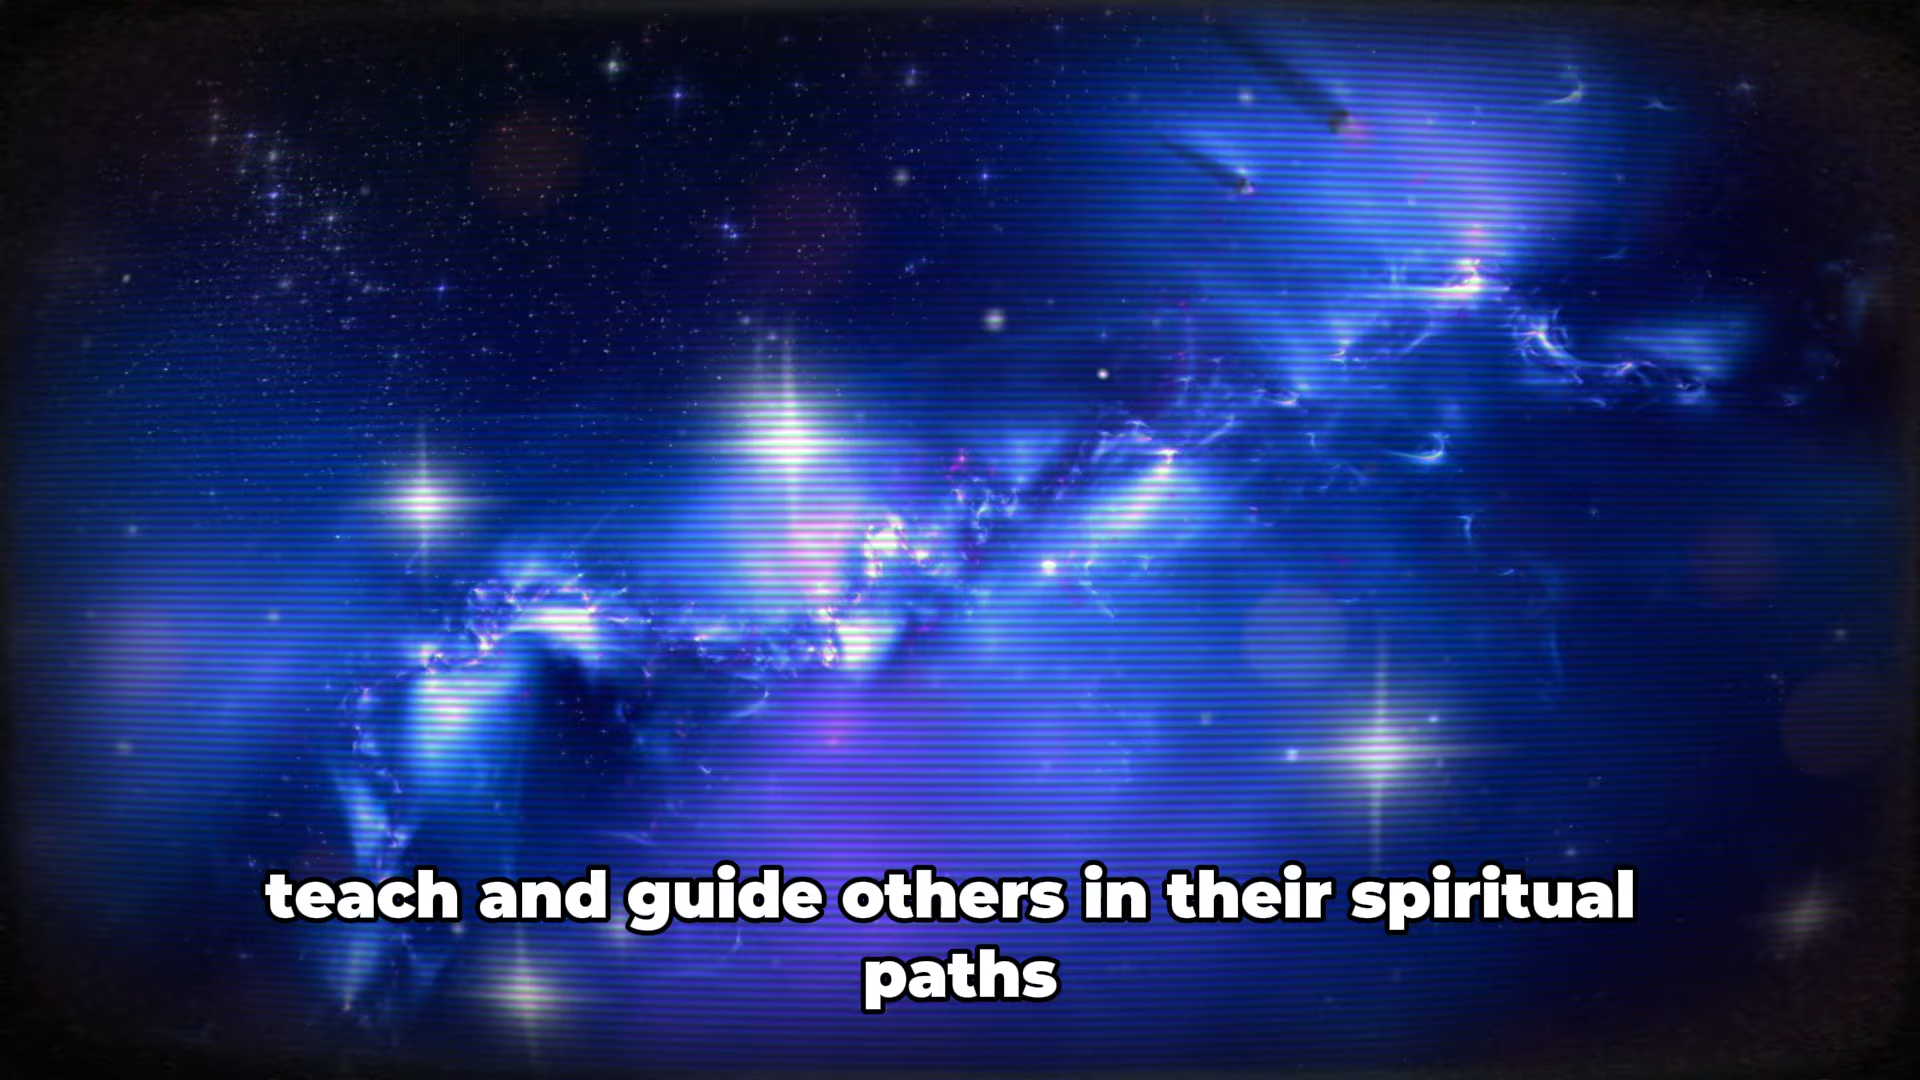 teach and guide others in their spiritual
paths